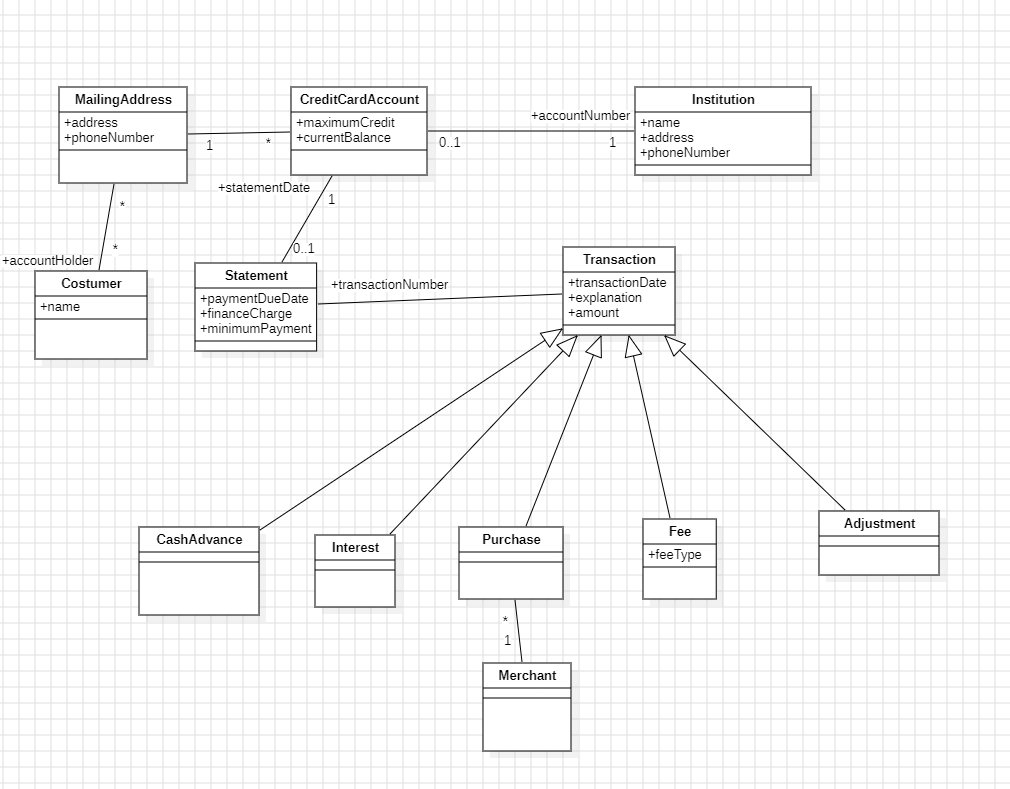 MailingAddress
+address
+phoneNumber
1
*
CreditCardAccount
+maximumCredit
+currentBalance
0..1
+accountNumber
1
Institution
+name
+address
+phoneNumber
*
*
+accountHolder
Costumer
+name
+statementDate
1
0..1
Statement
+paymentDueDate
+financeCharge
+minimumPayment
+transactionNumber
Transaction
+transactionDate
+explanation
+amount
CashAdvance
Interest
Purchase
Fee
+feeType
Adjustment
*
1
Merchant